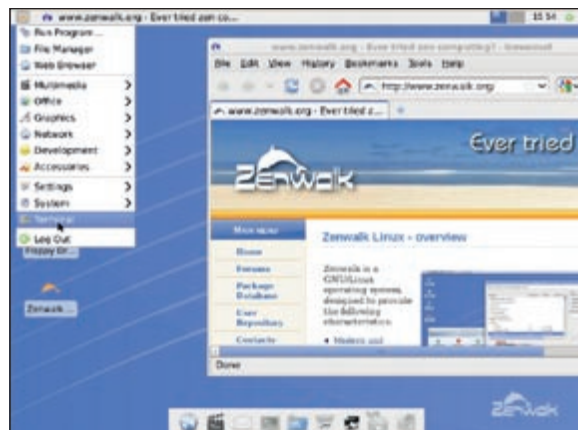 www.zenwalk.org - Ever tried zen co...
15:54
Run Program...
File Manager
Web Browser
Multimedia
Office
Graphics
Network
Development
Accessories
Settings
System
Terminal
Log Out
Floppy Dr...
Zenwalk ...
www.zenwalk.org - Ever tried zen computing? -
File Edit View History Bookmarks Tools Help
http://www.zenwalk.org/
www.zenwalk.org - Ever tried z...
Ever tried
Zenwalk
Main menu
Home
Forums
Package
Database
User
Repository
Contacts
Zenwalk Linux - overview
Zenwalk is a
GNU/Linux
operating system,
designed to provide
the following
characteristics:
Modern and
Done
Zenwalk